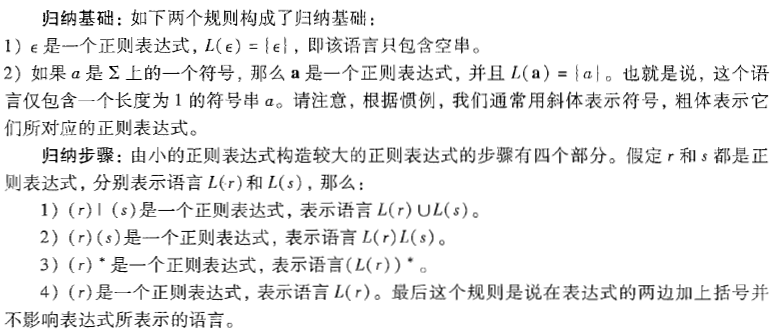 归纳基础：如下两个规则构成了归纳基础：
1）ϵ 是一个正则表达式，L(ϵ) = {ϵ}，即该语言只包含空串。
2）如果 a 是 Σ 上的一个符号，那么 a 是一个正则表达式，并且 L(a) = {a}。也就是说，这个语
言仅包含一个长度为 1 的符号串 a。请注意，根据惯例，我们通常用斜体表示符号，粗体表示它
们所对应的正则表达式。
归纳步骤：由小的正则表达式构造较大的正则表达式的步骤有四个部分。假定 r 和 s 都是正
则表达式，分别表示语言 L(r) 和 L(s)，那么：
1）(r)|(s) 是一个正则表达式，表示语言 L(r)∪L(s)。
2）(r)(s) 是一个正则表达式，表示语言 L(r)L(s)。
3）(r)* 是一个正则表达式，表示语言 (L(r))*。
4）(r) 是一个正则表达式，表示语言 L(r)。最后这个规则是说在表达式的两边加上括号并
不影响表达式所表示的语言。